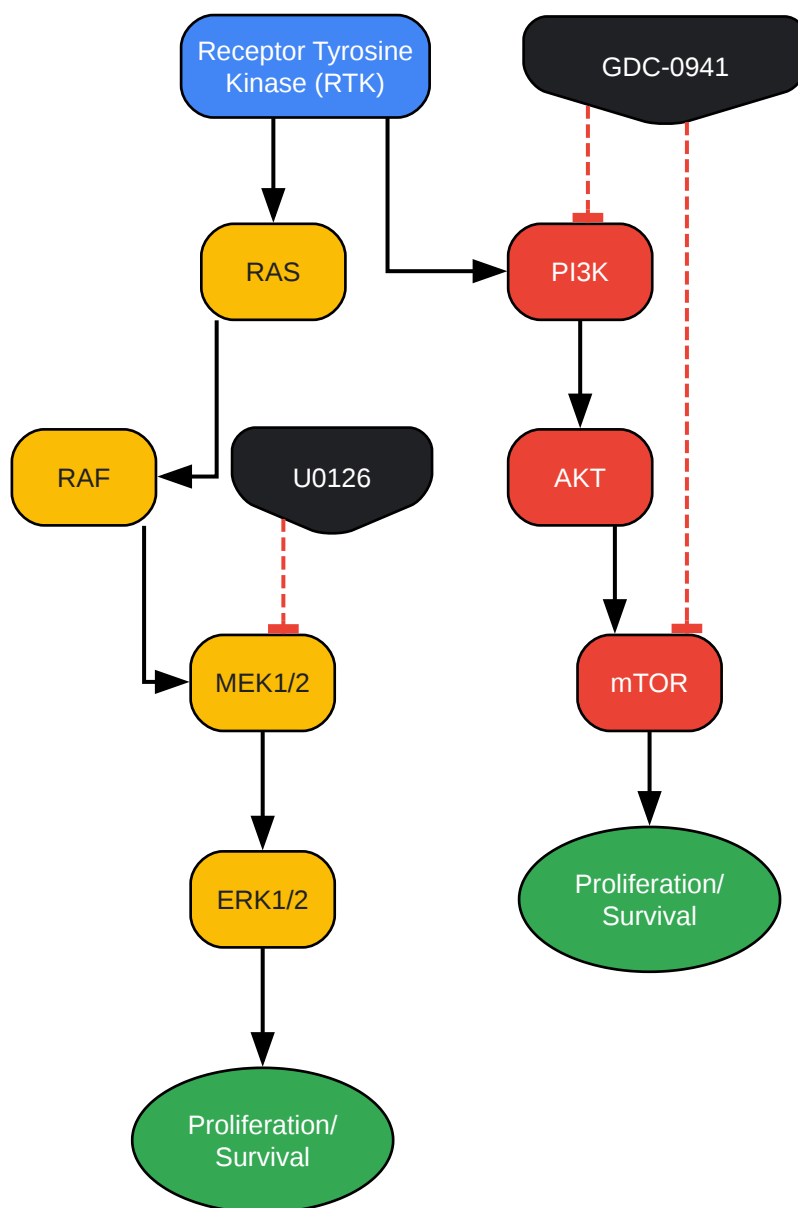 Receptor Tyrosine
Kinase (RTK)
GDC-0941
RAS
PI3K
RAF
U0126
AKT
MEK1/2
mTOR
ERK1/2
Proliferation/
Survival
Proliferation/
Survival